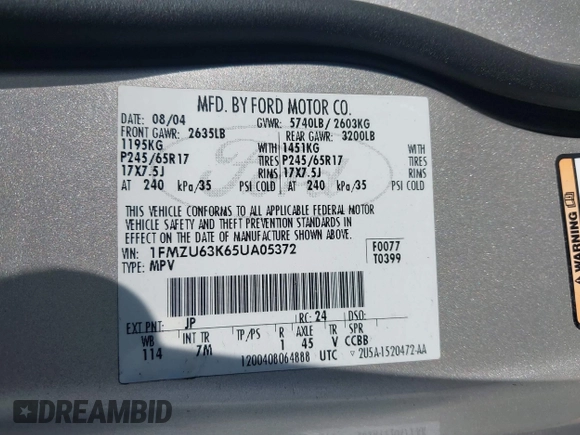 MFD. BY FORD MOTOR CO.
DATE: 08/04 GVWR: 5740LB/2603KG
FRONT GAWR: 2635LB REAR GAWR: 3200LB
1195KG WITH 1451KG WITH
P245/65R17 TIRES P245/65R17 TIRES
17X7.5J RIMS 17X7.5J RIMS
AT 240 kPa/35 PSI COLD AT 240 kPa/35 PSI COLD
THIS VEHICLE CONFORMS TO ALL APPLICABLE FEDERAL MOTOR
VEHICLE SAFETY AND THEFT PREVENTION STANDARDS IN
EFFECT ON THE DATE OF MANUFACTURE SHOWN ABOVE.
VIN: 1FMZU63K65UA05372 F0077
TYPE: MPV T0399
EXT PNT: JP RC: 24 DSO:
WB INT TR TP/PS R AXLE TR SPR
114 7M 1 45 V CCBB
1200408064888 UTC ▽ 2U5A-1520472-AA
Ford
WARNING
DREAMBID